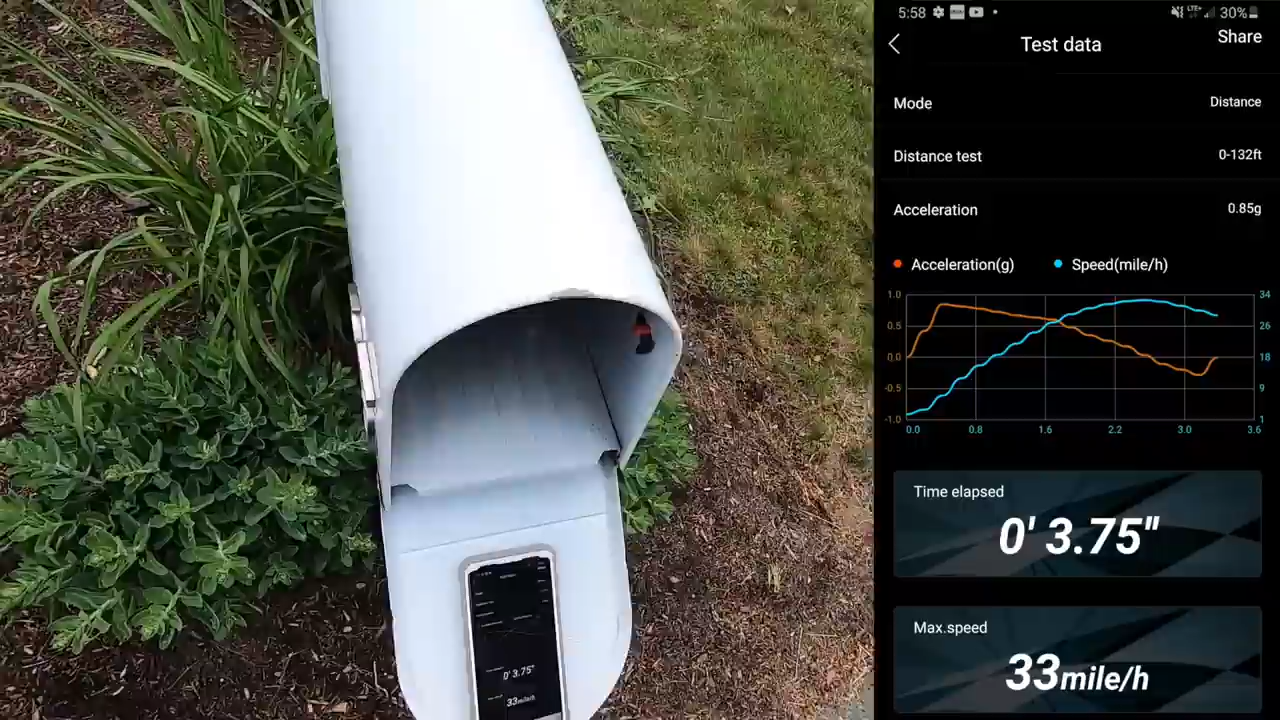 5:58
LTE+ 30%
Test data
Share
Mode
Distance
Distance test
0-132ft
Acceleration
0.85g
Acceleration(g)
Speed(mile/h)
1.0
34
0.5
26
0.0
18
-0.5
9
-1.0
1
0.0
0.8
1.6
2.2
3.0
3.6
Time elapsed
0' 3.75"
Max.speed
33mile/h
0' 3.75"
33mile/h